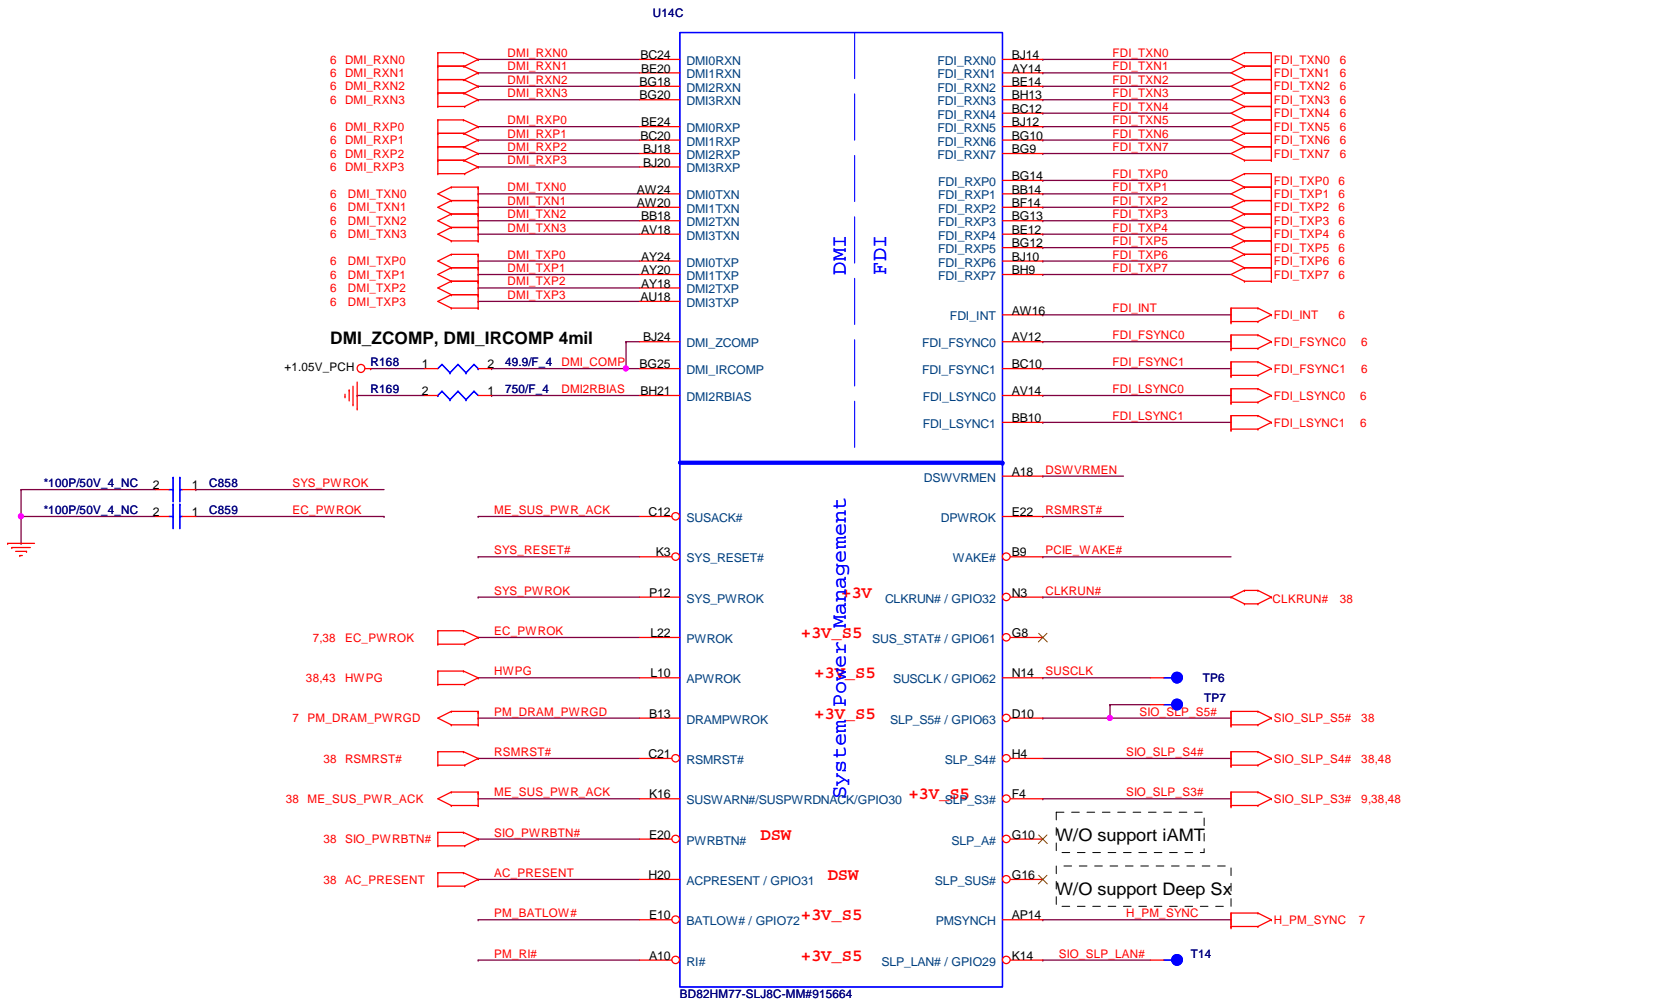 U14C
6 DMI_RXN0 DMI_RXN0 BC24 DMI0RXN FDI_RXN0 BJ14 FDI_TXN0 FDI_TXN0 6
6 DMI_RXN1 DMI_RXN1 BE20 DMI1RXN FDI_RXN1 AY14 FDI_TXN1 FDI_TXN1 6
6 DMI_RXN2 DMI_RXN2 BG18 DMI2RXN FDI_RXN2 BE14 FDI_TXN2 FDI_TXN2 6
6 DMI_RXN3 DMI_RXN3 BG20 DMI3RXN FDI_RXN3 BH13 FDI_TXN3 FDI_TXN3 6
FDI_RXN4 BC12 FDI_TXN4 FDI_TXN4 6
6 DMI_RXP0 DMI_RXP0 BE24 DMI0RXP FDI_RXN5 BJ12 FDI_TXN5 FDI_TXN5 6
6 DMI_RXP1 DMI_RXP1 BC20 DMI1RXP FDI_RXN6 BG10 FDI_TXN6 FDI_TXN6 6
6 DMI_RXP2 DMI_RXP2 BJ18 DMI2RXP FDI_RXN7 BG9 FDI_TXN7 FDI_TXN7 6
6 DMI_RXP3 DMI_RXP3 BJ20 DMI3RXP
FDI_RXP0 BG14 FDI_TXP0 FDI_TXP0 6
6 DMI_TXN0 DMI_TXN0 AW24 DMI0TXN FDI_RXP1 BB14 FDI_TXP1 FDI_TXP1 6
6 DMI_TXN1 DMI_TXN1 AW20 DMI1TXN FDI_RXP2 BF14 FDI_TXP2 FDI_TXP2 6
6 DMI_TXN2 DMI_TXN2 BB18 DMI2TXN FDI_RXP3 BG13 FDI_TXP3 FDI_TXP3 6
6 DMI_TXN3 DMI_TXN3 AV18 DMI3TXN FDI_RXP4 BE12 FDI_TXP4 FDI_TXP4 6
FDI_RXP5 BG12 FDI_TXP5 FDI_TXP5 6
6 DMI_TXP0 DMI_TXP0 AY24 DMI0TXP FDI_RXP6 BJ10 FDI_TXP6 FDI_TXP6 6
6 DMI_TXP1 DMI_TXP1 AY20 DMI1TXP FDI_RXP7 BH9 FDI_TXP7 FDI_TXP7 6
6 DMI_TXP2 DMI_TXP2 AY18 DMI2TXP
6 DMI_TXP3 DMI_TXP3 AU18 DMI3TXP
DMI
FDI
FDI_INT AW16 FDI_INT FDI_INT 6
DMI_ZCOMP, DMI_IRCOMP 4mil
BJ24 DMI_ZCOMP FDI_FSYNC0 AV12 FDI_FSYNC0 FDI_FSYNC0 6
+1.05V_PCH R168 1 2 49.9/F_4 DMI_COMP BG25 DMI_IRCOMP FDI_FSYNC1 BC10 FDI_FSYNC1 FDI_FSYNC1 6
R169 2 1 750/F_4 DMI2RBIAS BH21 DMI2RBIAS FDI_LSYNC0 AV14 FDI_LSYNC0 FDI_LSYNC0 6
FDI_LSYNC1 BB10 FDI_LSYNC1 FDI_LSYNC1 6
DSWVRMEN A18 DSWVRMEN
*100P/50V_4_NC 2 1 C858 SYS_PWROK
*100P/50V_4_NC 2 1 C859 EC_PWROK
System Power Management
ME_SUS_PWR_ACK C12 SUSACK# DPWROK E22 RSMRST#
SYS_RESET# K3 SYS_RESET# WAKE# B9 PCIE_WAKE#
SYS_PWROK P12 SYS_PWROK +3V CLKRUN# / GPIO32 N3 CLKRUN# CLKRUN# 38
7,38 EC_PWROK EC_PWROK L22 PWROK +3V_S5 SUS_STAT# / GPIO61 G8
38,43 HWPG HWPG L10 APWROK +3V_S5 SUSCLK / GPIO62 N14 SUSCLK TP6
TP7
7 PM_DRAM_PWRGD PM_DRAM_PWRGD B13 DRAMPWROK +3V_S5 SLP_S5# / GPIO63 D10 SIO_SLP_S5# SIO_SLP_S5# 38
38 RSMRST# RSMRST# C21 RSMRST# SLP_S4# H4 SIO_SLP_S4# SIO_SLP_S4# 38,48
38 ME_SUS_PWR_ACK ME_SUS_PWR_ACK K16 SUSWARN#/SUSPWRDNACK/GPIO30 +3V_S5 SLP_S3# F4 SIO_SLP_S3# SIO_SLP_S3# 9,38,48
38 SIO_PWRBTN# SIO_PWRBTN# E20 PWRBTN# DSW SLP_A# G10 W/O support iAMT
38 AC_PRESENT AC_PRESENT H20 ACPRESENT / GPIO31 DSW SLP_SUS# G16 W/O support Deep Sx
PM_BATLOW# E10 BATLOW# / GPIO72 +3V_S5 PMSYNCH AP14 H_PM_SYNC H_PM_SYNC 7
PM_RI# A10 RI# +3V_S5 SLP_LAN# / GPIO29 K14 SIO_SLP_LAN# T14
BD82HM77-SLJ8C-MM#915664